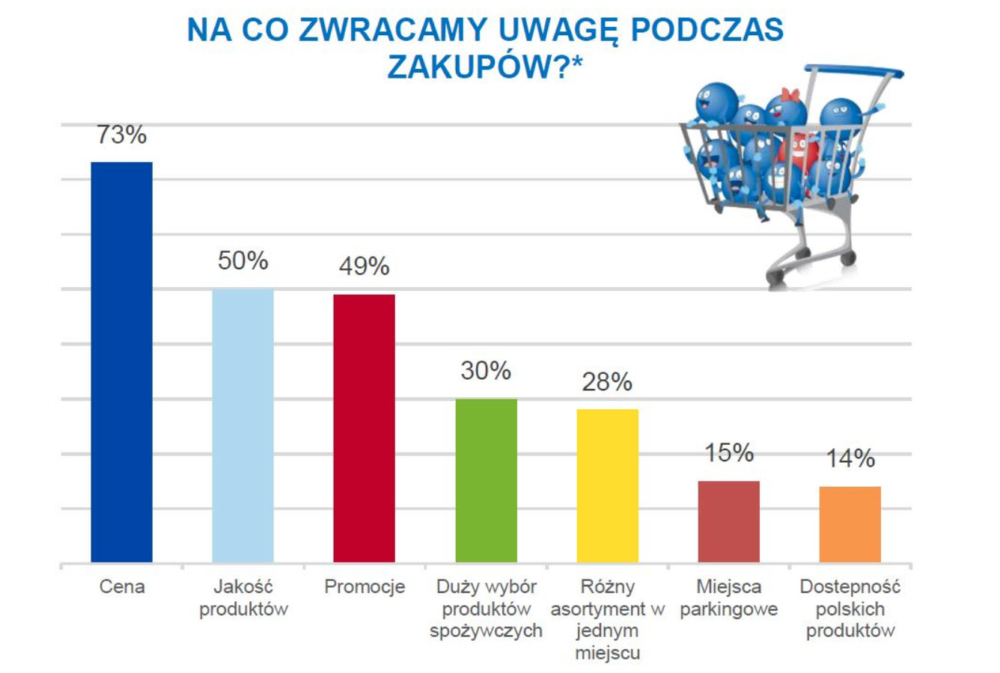 NA CO ZWRACAMY UWAGĘ PODCZAS
ZAKUPÓW?*
73%
50%
49%
30%
28%
15%
14%
Cena
Jakość
produktów
Promocje
Duży wybór
produktów
spożywczych
Różny
asortyment w
jednym
miejscu
Miejsca
parkingowe
Dostepność
polskich
produktów